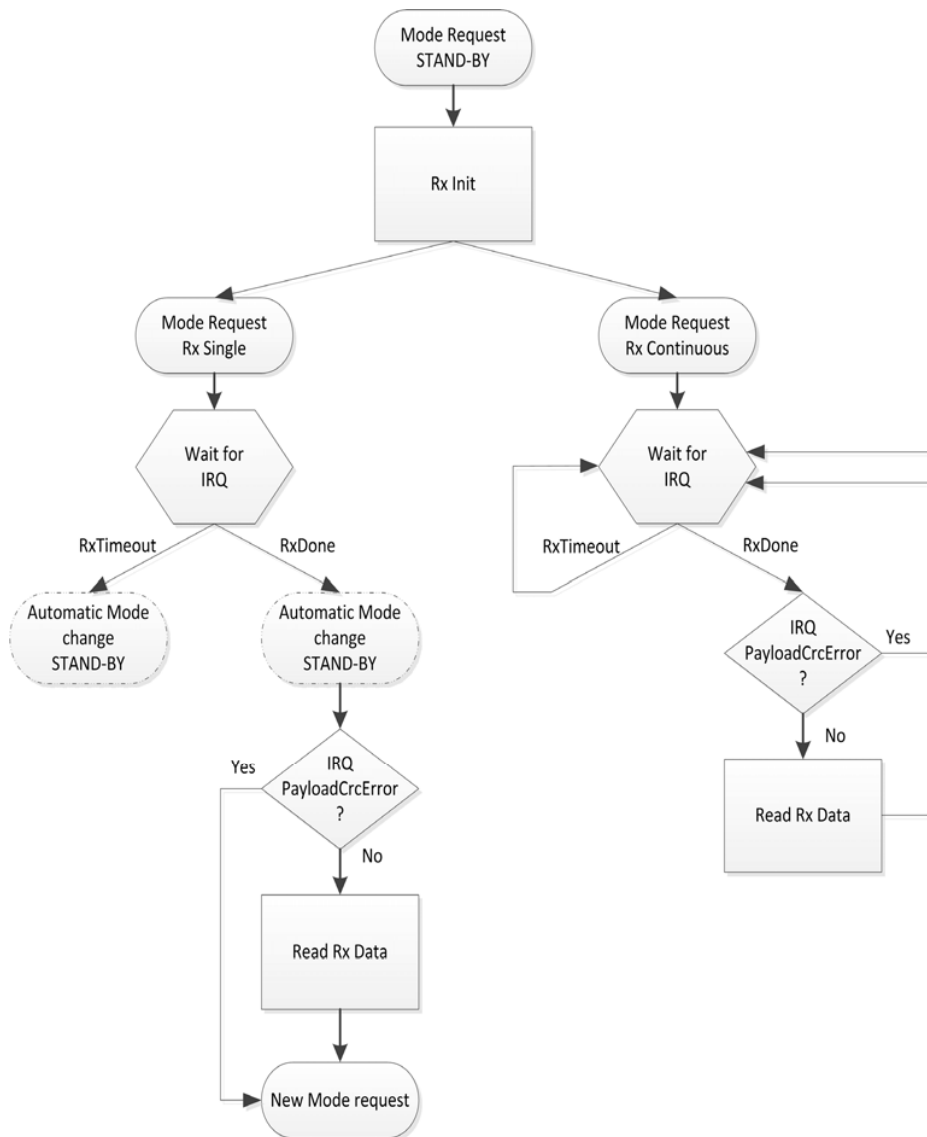 Mode Request
STAND-BY
Rx Init
Mode Request
Rx Single
Mode Request
Rx Continuous
Wait for
IRQ
Wait for
IRQ
RxTimeout
RxDone
RxTimeout
RxDone
Automatic Mode
change
STAND-BY
Automatic Mode
change
STAND-BY
IRQ
PayloadCrcError
?
Yes
No
Read Rx Data
Yes
IRQ
PayloadCrcError
?
No
Read Rx Data
New Mode request